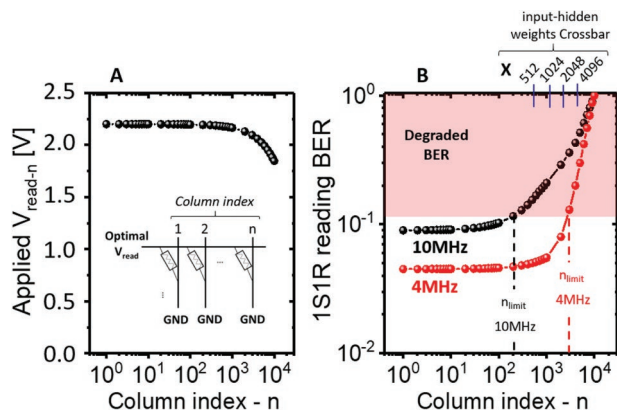 input-hidden
weights Crossbar
X
512
1024
2048
4096
A
B
Applied V_read-n [V]
2.5
2.0
1.5
1.0
0.5
0.0
Column index
1 2 n
Optimal
V_read
...
...
GND GND GND
10^0 10^1 10^2 10^3 10^4
Column index - n
1S1R reading BER
10^0
10^-1
10^-2
Degraded
BER
10MHz
4MHz
n_limit
10MHz
n_limit
4MHz
10^0 10^1 10^2 10^3 10^4
Column index - n